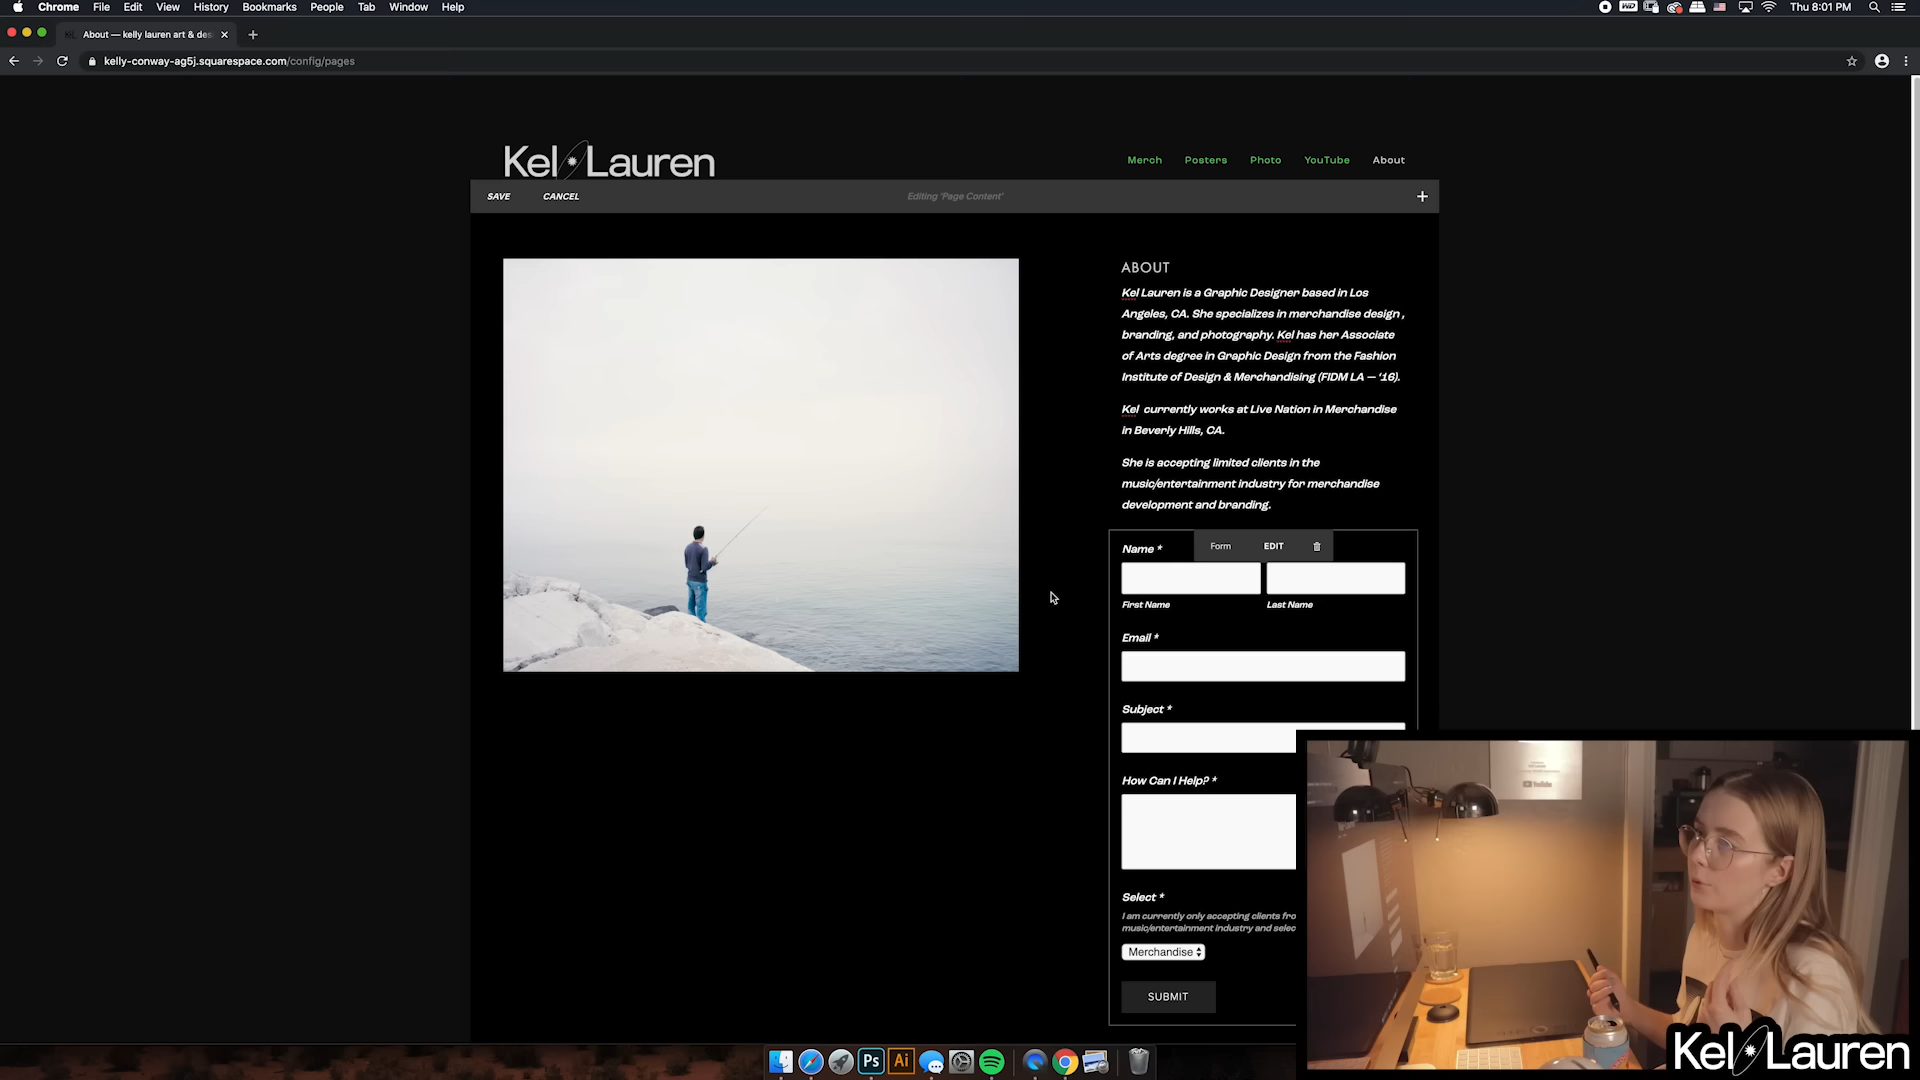 Chrome File Edit View History Bookmarks People Tab Window Help
Thu 8:01 PM
About — kelly lauren art & des
kelly-conway-ag5j.squarespace.com/config/pages
Kel Lauren
Merch Posters Photo YouTube About
SAVE CANCEL Editing 'Page Content' +
ABOUT
Kel Lauren is a Graphic Designer based in Los
Angeles, CA. She specializes in merchandise design ,
branding, and photography. Kel has her Associate
of Arts degree in Graphic Design from the Fashion
Institute of Design & Merchandising (FIDM LA — '16).
Kel currently works at Live Nation in Merchandise
in Beverly Hills, CA.
She is accepting limited clients in the
music/entertainment industry for merchandise
development and branding.
Name *
Form EDIT
First Name Last Name
Email *
Subject *
How Can I Help? *
Select *
I am currently only accepting clients fro
music/entertainment industry and selec
Merchandise
SUBMIT
YouTube
Ps Ai
Kel Lauren